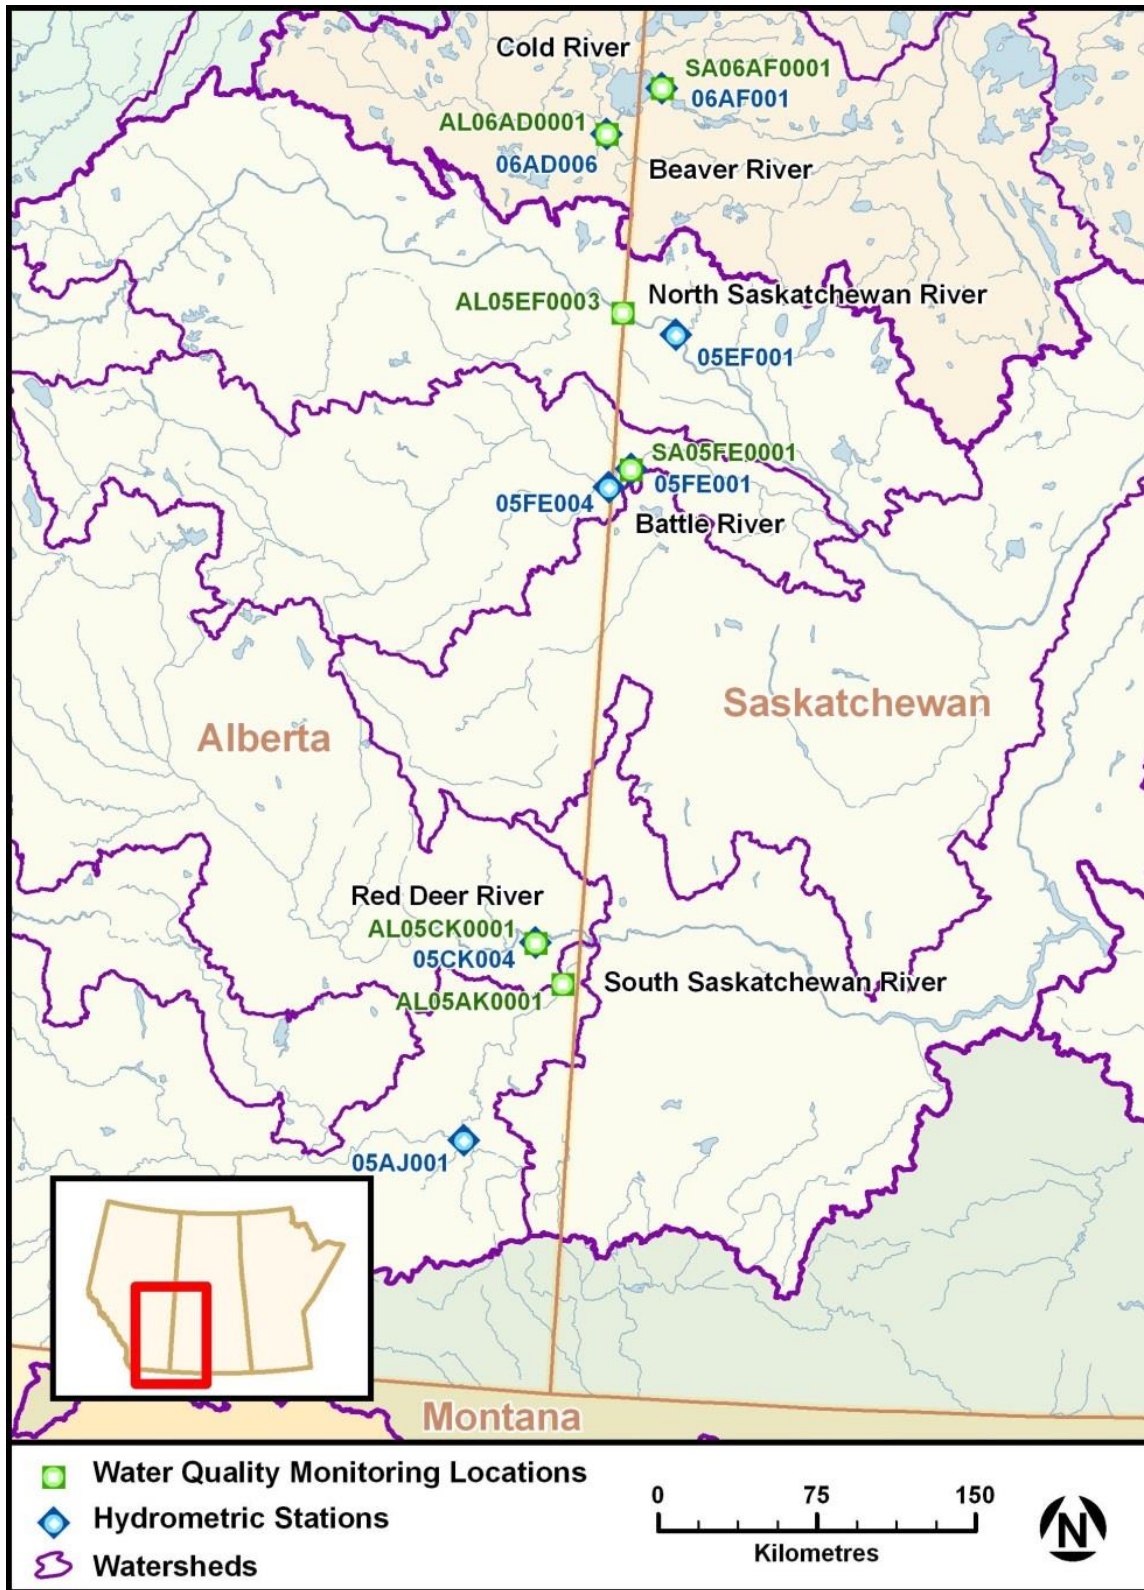 Cold River
SA06AF0001
06AF001
AL06AD0001
06AD006
Beaver River
AL05EF0003
North Saskatchewan River
05EF001
SA05FE0001
05FE001
05FE004
Battle River
Saskatchewan
Alberta
Red Deer River
AL05CK0001
05CK004
South Saskatchewan River
AL05AK0001
05AJ001
Montana
Water Quality Monitoring Locations
Hydrometric Stations
Watersheds
0 75 150
Kilometres
N